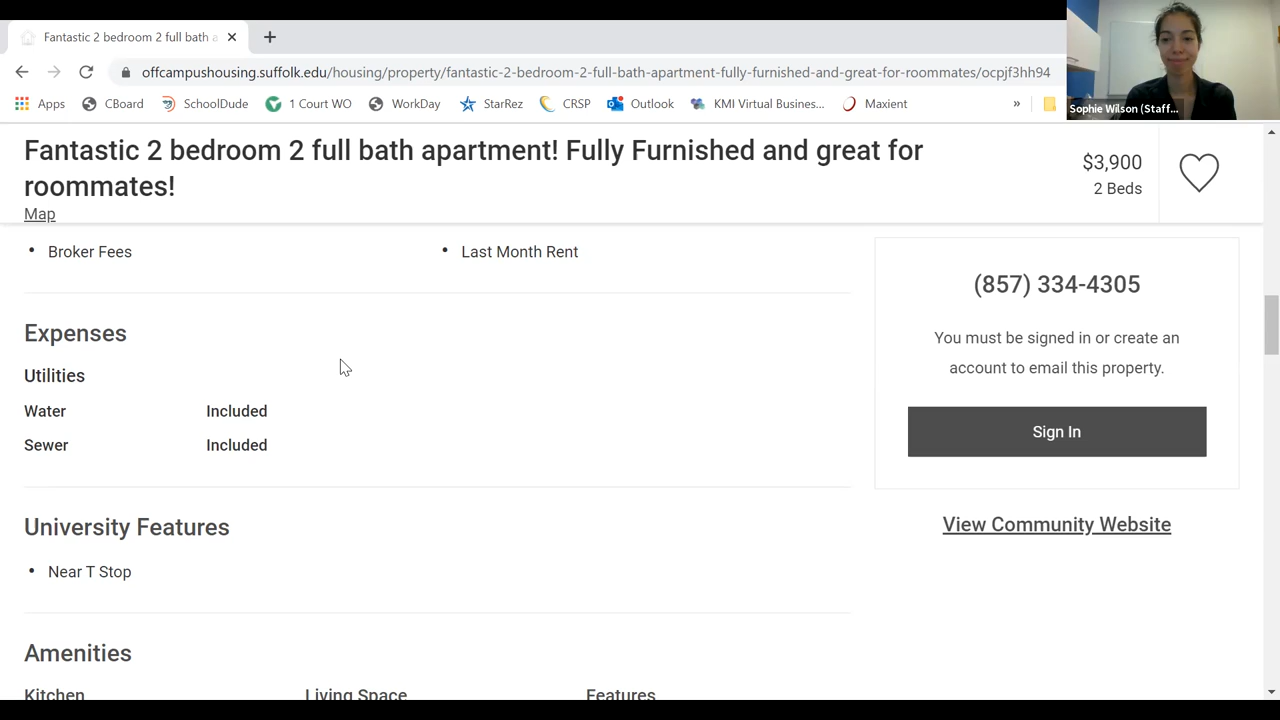 Fantastic 2 bedroom 2 full bath a
offcampushousing.suffolk.edu/housing/property/fantastic-2-bedroom-2-full-bath-apartment-fully-furnished-and-great-for-roommates/ocpjf3hh94
Apps CBoard SchoolDude 1 Court WO WorkDay StarRez CRSP Outlook KMI Virtual Busines... Maxient »
Sophie Wilson (Staff...
Fantastic 2 bedroom 2 full bath apartment! Fully Furnished and great for
roommates!
Map
$3,900
2 Beds
• Broker Fees • Last Month Rent
Expenses
Utilities
Water Included
Sewer Included
University Features
• Near T Stop
Amenities
Kitchen Living Space Features
(857) 334-4305
You must be signed in or create an
account to email this property.
Sign In
View Community Website